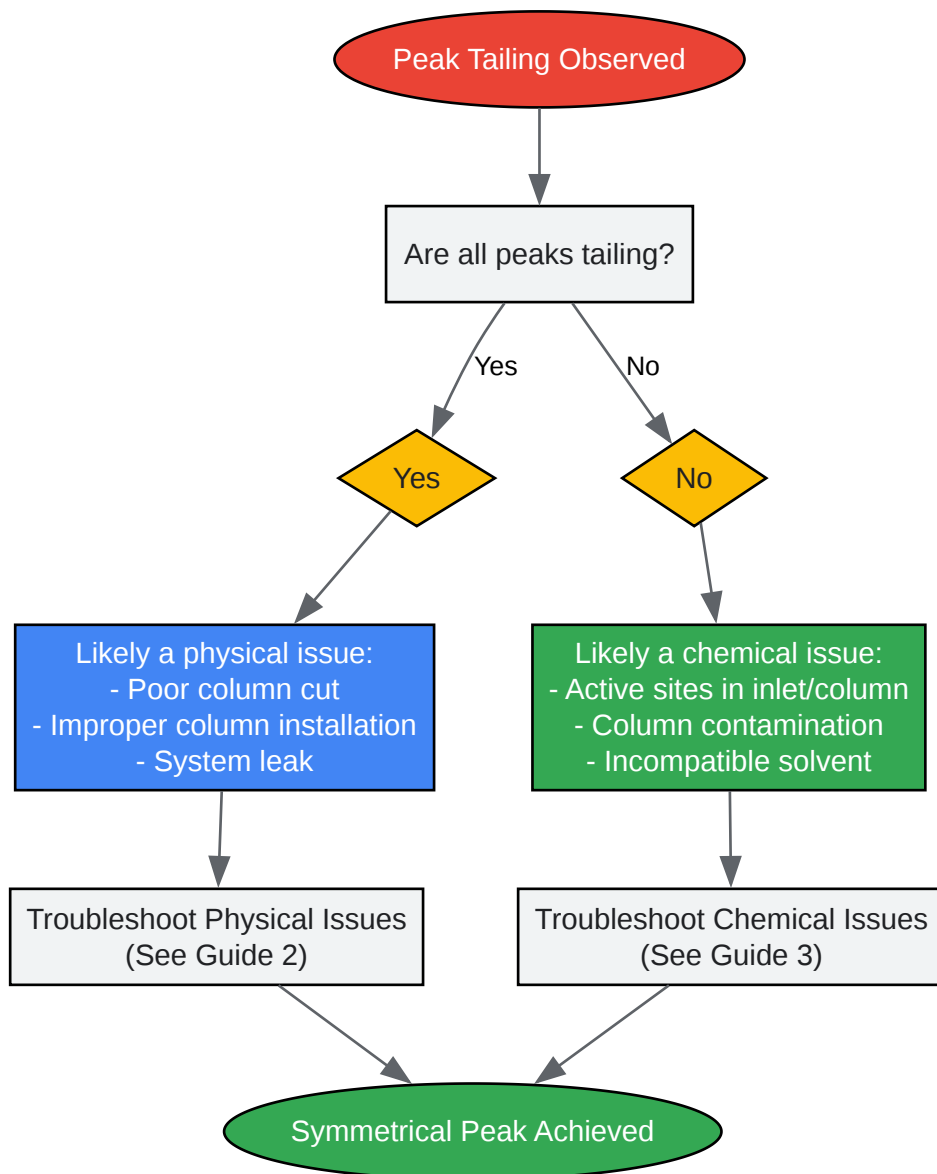 Peak Tailing Observed
Are all peaks tailing?
Yes
No
Yes
No
Likely a physical issue:
- Poor column cut
- Improper column installation
- System leak
Likely a chemical issue:
- Active sites in inlet/column
- Column contamination
- Incompatible solvent
Troubleshoot Physical Issues
(See Guide 2)
Troubleshoot Chemical Issues
(See Guide 3)
Symmetrical Peak Achieved